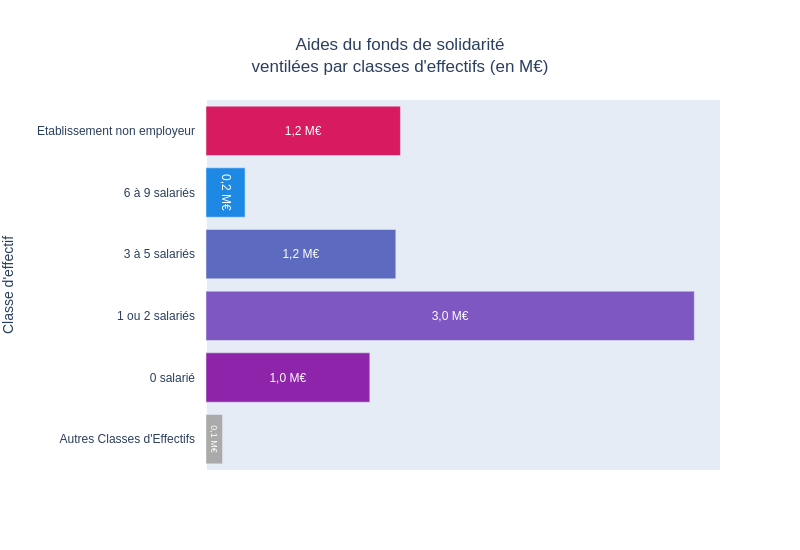 Aides du fonds de solidarité
ventilées par classes d'effectifs (en M€)
Classe d'effectif
Etablissement non employeur
1,2 M€
6 à 9 salariés
0,2 M€
3 à 5 salariés
1,2 M€
1 ou 2 salariés
3,0 M€
0 salarié
1,0 M€
Autres Classes d'Effectifs
0,1 M€